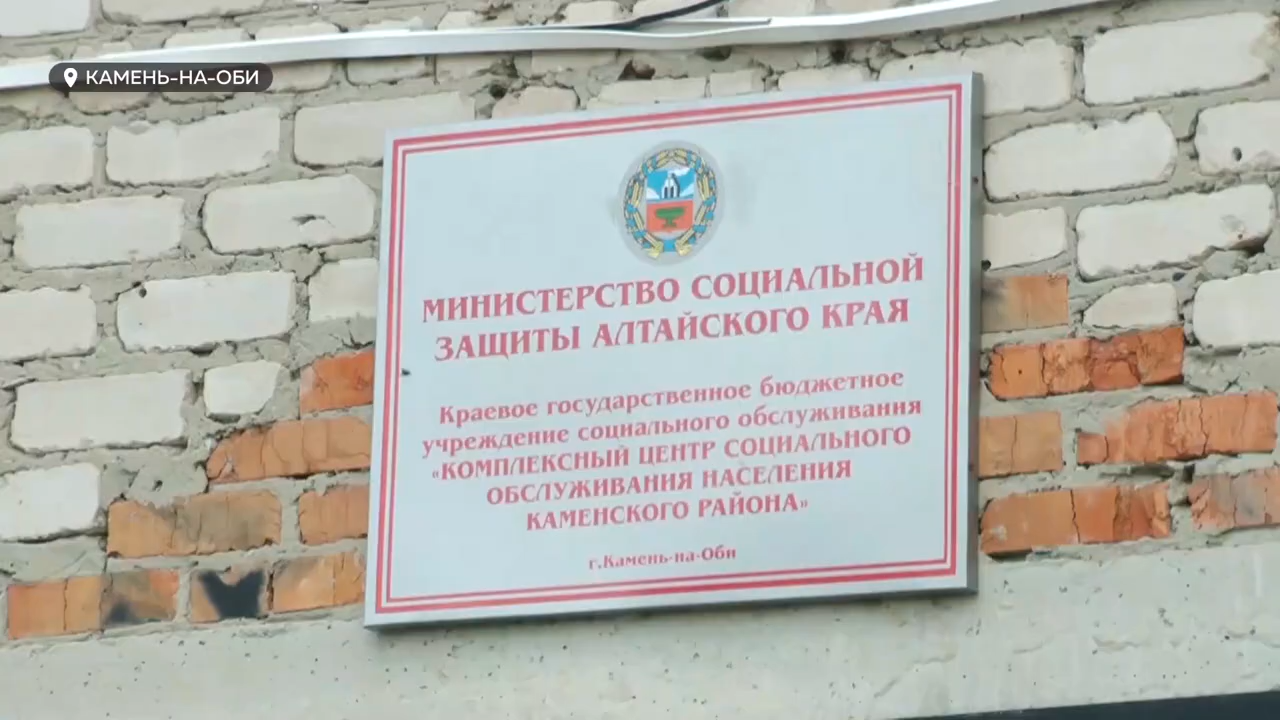 КАМЕНЬ-НА-ОБИ
МИНИСТЕРСТВО СОЦИАЛЬНОЙ
ЗАЩИТЫ АЛТАЙСКОГО КРАЯ
Краевое государственное бюджетное
учреждение социального обслуживания
«КОМПЛЕКСНЫЙ ЦЕНТР СОЦИАЛЬНОГО
ОБСЛУЖИВАНИЯ НАСЕЛЕНИЯ
КАМЕНСКОГО РАЙОНА»
г.Камень-на-Оби